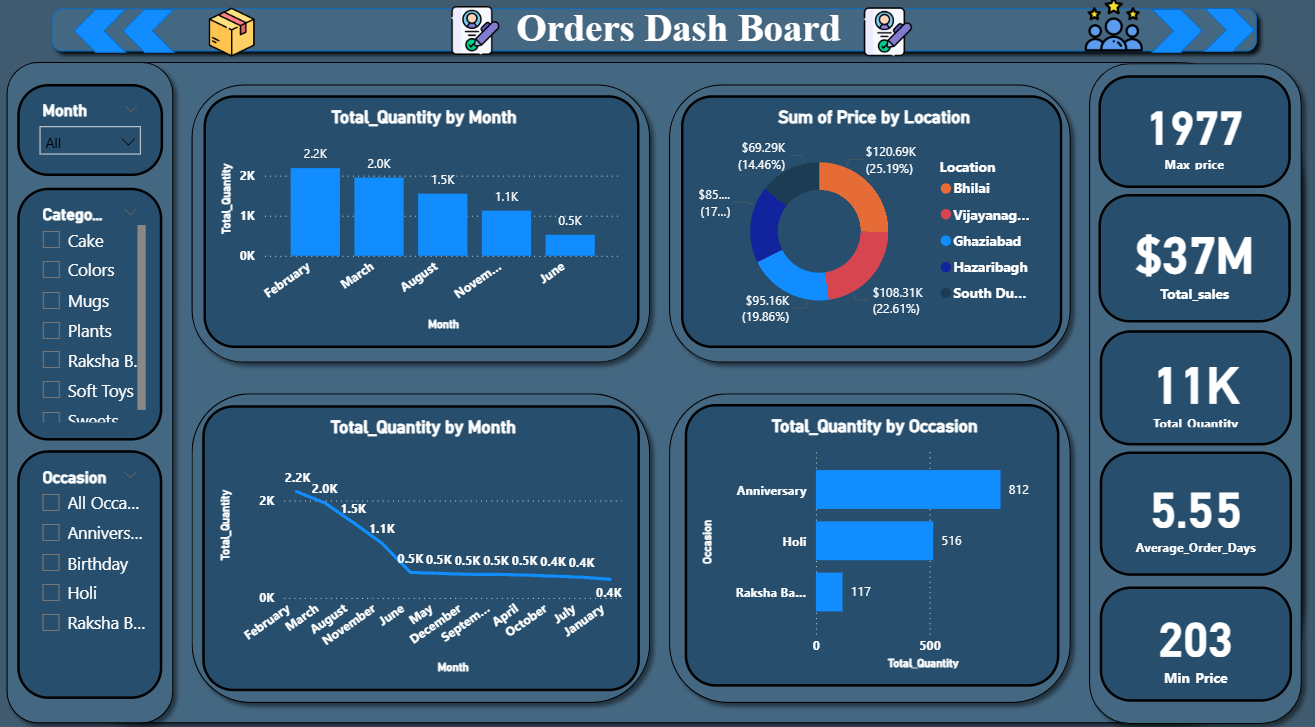 Orders Dash Board
Month
All
Catego...
Cake
Colors
Mugs
Plants
Raksha B.
Soft Toys
Sweets
Occasion
All Occa...
Annivers...
Birthday
Holi
Raksha B...
Total_Quantity by Month
Total_Quantity
2K
1K
0K
2.2K
2.0K
1.5K
1.1K
0.5K
February
March
August
Novem...
June
Month
Sum of Price by Location
$120.69K
(25.19%)
$108.31K
(22.61%)
$95.16K
(19.86%)
$85....
(17...)
$69.29K
(14.46%)
Location
Bhilai
Vijayanag...
Ghaziabad
Hazaribagh
South Du...
Total_Quantity by Month
Total_Quantity
2K
0K
2.2K
2.0K
1.5K
1.1K
0.5K
0.5K
0.5K
0.5K
0.5K
0.4K
0.4K
0.4K
February
March
August
November
June
May
December
Septem...
April
October
July
January
Month
Total_Quantity by Occasion
Occasion
Anniversary
812
Holi
516
Raksha Ba...
117
0
500
Total_Quantity
1977
Max price
$37M
Total_sales
11K
Total Quantity
5.55
Average_Order_Days
203
Min Price